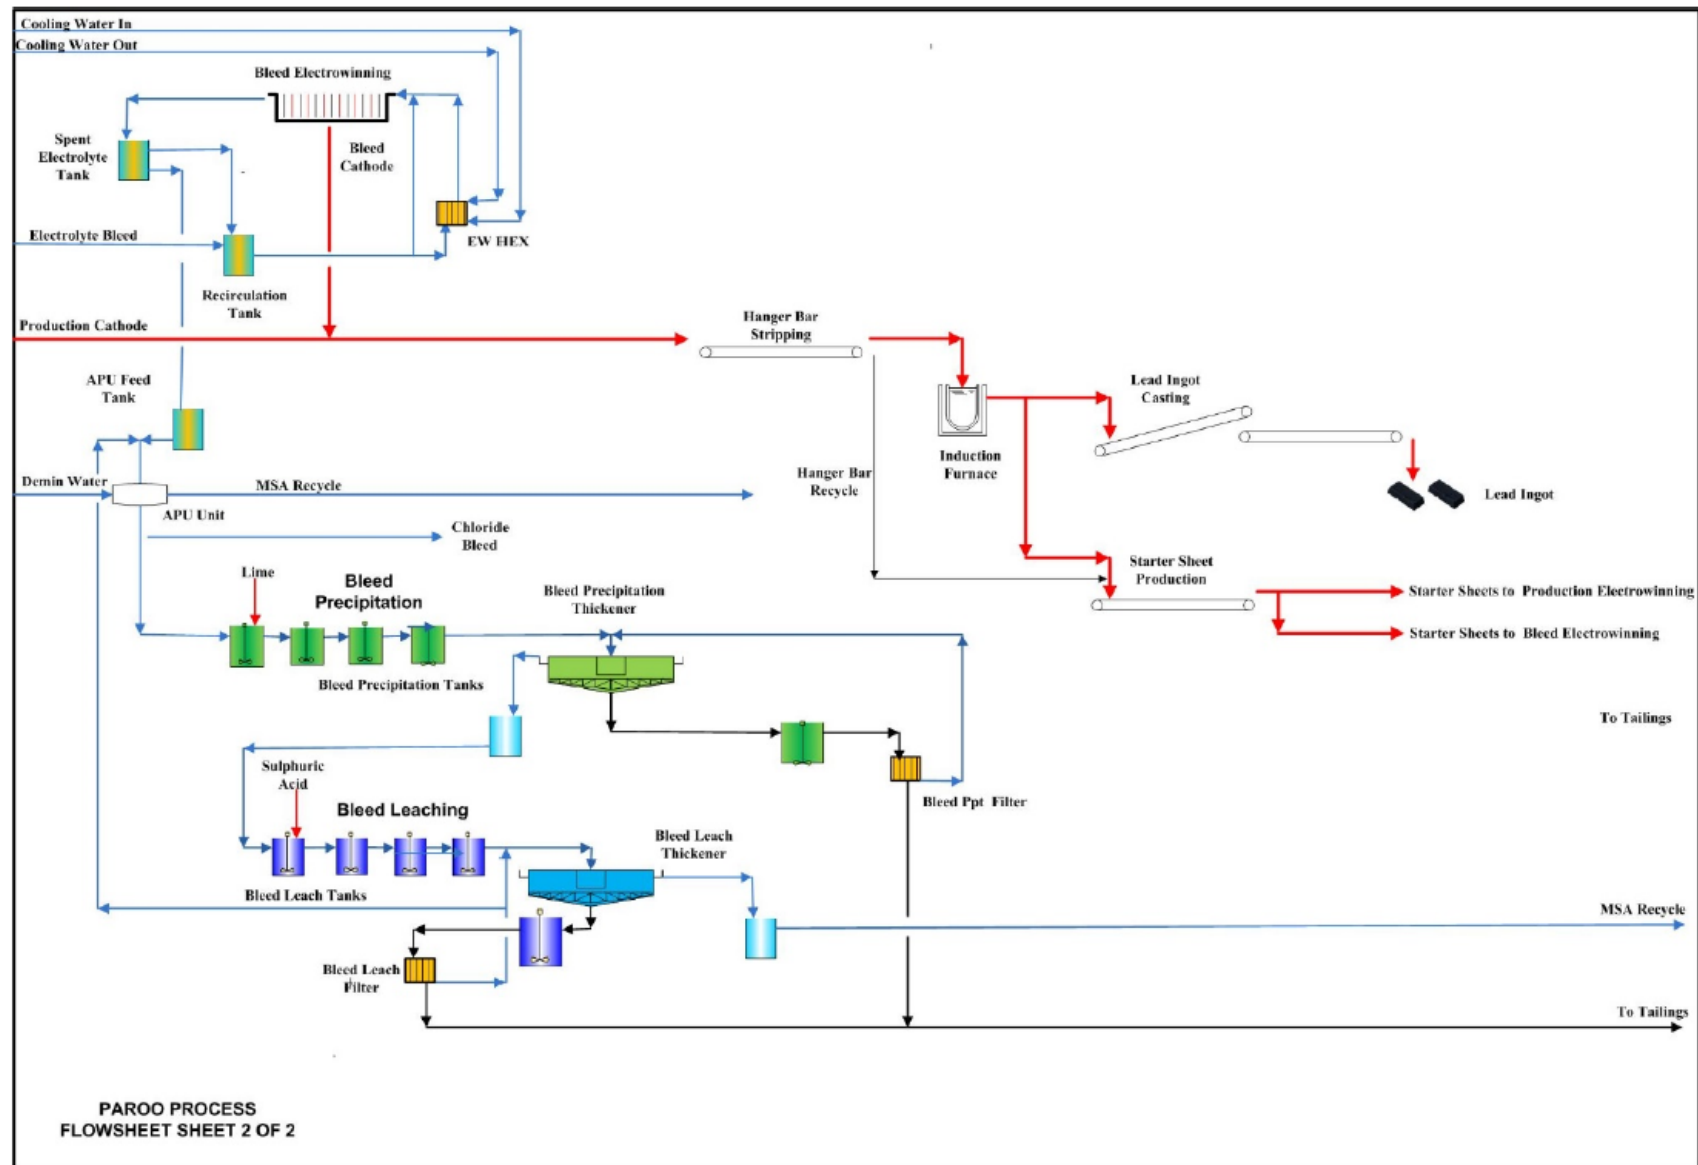 Cooling Water In
Cooling Water Out
Bleed Electrowinning
Spent
Electrolyte
Tank
Bleed
Cathode
Electrolyte Bleed
EW HEX
Recirculation
Tank
Production Cathode
Hanger Bar
Stripping
APU Feed
Tank
Lead Ingot
Casting
Induction
Furnace
Hanger Bar
Recycle
Demin Water
MSA Recycle
Lead Ingot
APU Unit
Chloride
Bleed
Lime
Bleed
Precipitation
Bleed Precipitation
Thickener
Starter Sheet
Production
Starter Sheets to Production Electrowinning
Starter Sheets to Bleed Electrowinning
Bleed Precipitation Tanks
To Tailings
Sulphuric
Acid
Bleed Leaching
Bleed Ppt Filter
Bleed Leach
Thickener
Bleed Leach Tanks
MSA Recycle
Bleed Leach
Filter
To Tailings
PAROO PROCESS
FLOWSHEET SHEET 2 OF 2